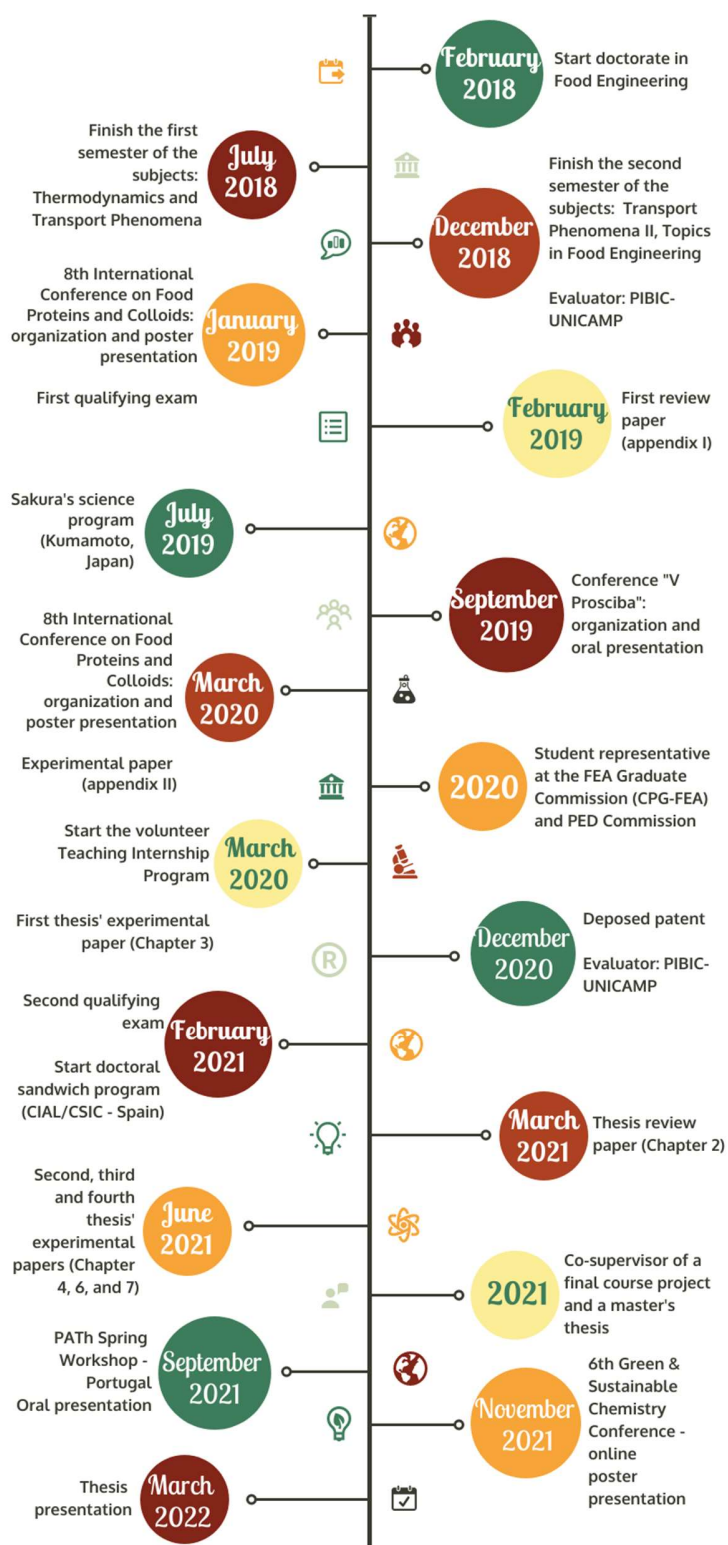 February
2018
Start doctorate in
Food Engineering
Finish the first
semester of the
subjects:
Thermodynamics and
Transport Phenomena
July
2018
December
2018
Finish the second
semester of the
subjects:  Transport
Phenomena II, Topics
in Food Engineering
Evaluator: PIBIC-
UNICAMP
8th International
Conference on Food
Proteins and Colloids:
organization and poster
presentation
First qualifying exam
January
2019
February
2019
First review
paper
(appendix I)
Sakura's science
program
(Kumamoto,
Japan)
July
2019
September
2019
Conference "V
Prosciba":
organization and
oral presentation
8th International
Conference on Food
Proteins and
Colloids:
organization and
poster presentation
Experimental paper
(appendix II)
March
2020
2020
Student representative
at the FEA Graduate
Commission (CPG-FEA)
and PED Commission
Start the volunteer
Teaching Internship
Program
First thesis' experimental
paper (Chapter 3)
March
2020
December
2020
Deposed patent
Evaluator: PIBIC-
UNICAMP
R
Second qualifying
exam
Start doctoral
sandwich program
(CIAL/CSIC - Spain)
February
2021
March
2021
Thesis review
paper (Chapter 2)
Second, third
and fourth
thesis'
experimental
papers (Chapter
4, 6, and 7)
June
2021
2021
Co-supervisor of a
final course project
and a master's
thesis
PATh Spring
Workshop -
Portugal
Oral presentation
September
2021
November
2021
6th Green &
Sustainable
Chemistry
Conference -
online
poster
presentation
Thesis
presentation
March
2022